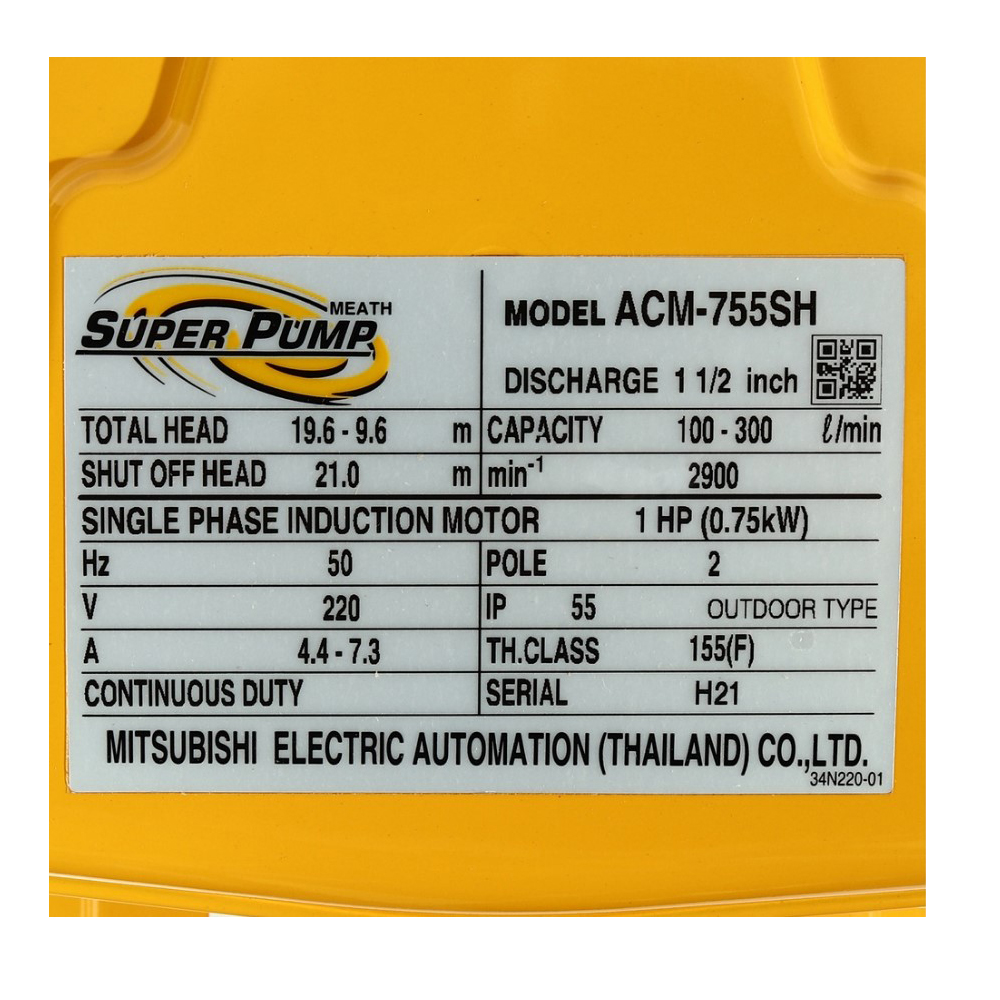 MEATH
SUPER PUMP
MODEL ACM-755SH
DISCHARGE 1 1/2 inch
TOTAL HEAD 19.6 - 9.6 m CAPACITY 100 - 300 ℓ/min
SHUT OFF HEAD 21.0 m min⁻¹ 2900
SINGLE PHASE INDUCTION MOTOR 1 HP (0.75kW)
Hz 50 POLE 2
V 220 IP 55 OUTDOOR TYPE
A 4.4 - 7.3 TH.CLASS 155(F)
CONTINUOUS DUTY SERIAL H21
MITSUBISHI ELECTRIC AUTOMATION (THAILAND) CO.,LTD.
34N220-01